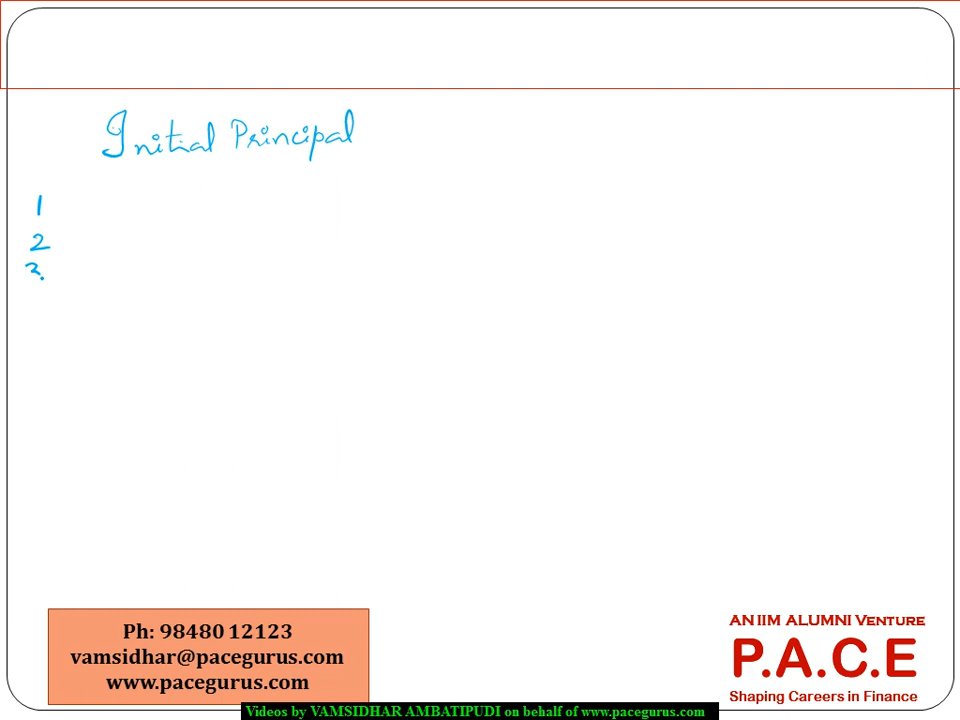 Initial Principal
1
2
3.
Ph: 98480 12123
vamsidhar@pacegurus.com
www.pacegurus.com
AN IIM ALUMNI VENTURE
P.A.C.E
Shaping Careers in Finance
Videos by VAMSIDHAR AMBATIPUDI on behalf of www.pacegurus.com